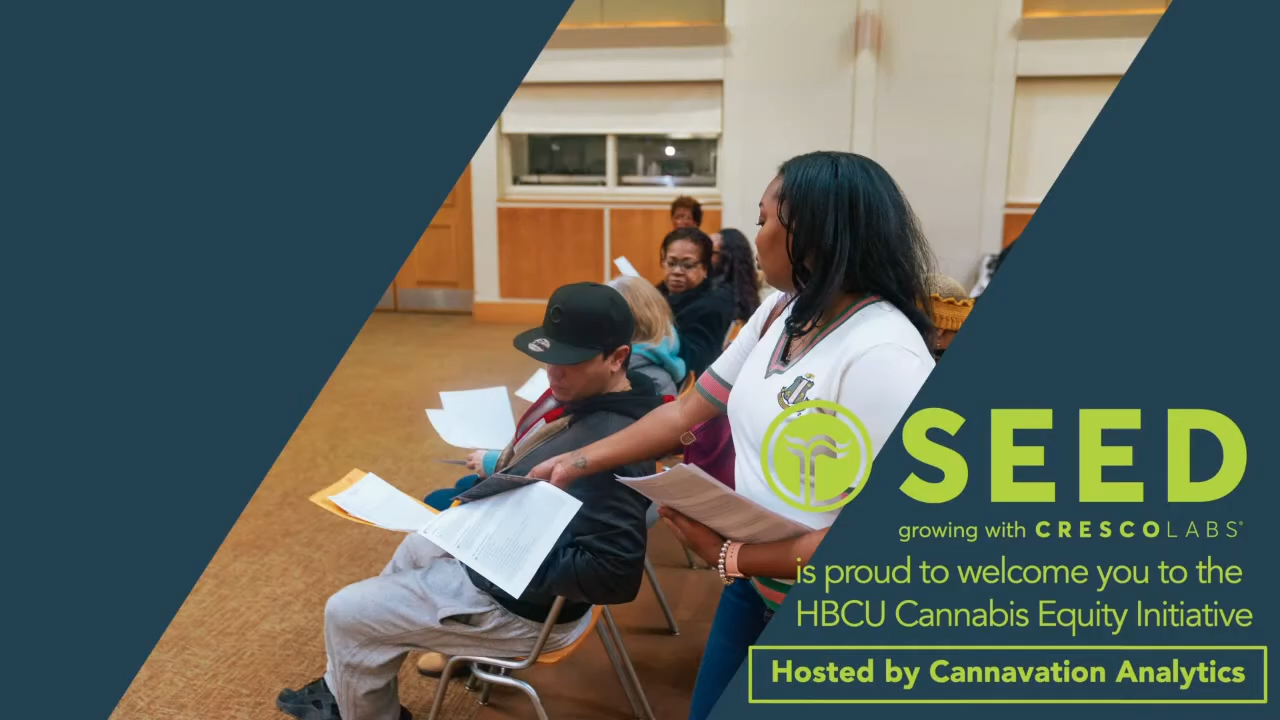 SEED
growing with CRESCOLABS®
is proud to welcome you to the
HBCU Cannabis Equity Initiative
Hosted by Cannavation Analytics